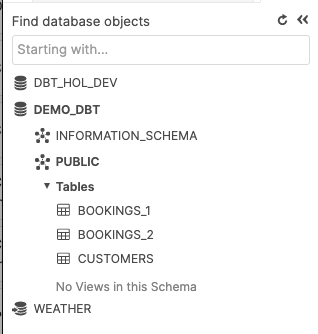 Find database objects
Starting with...
DBT_HOL_DEV
DEMO_DBT
INFORMATION_SCHEMA
PUBLIC
Tables
BOOKINGS_1
BOOKINGS_2
CUSTOMERS
No Views in this Schema
WEATHER